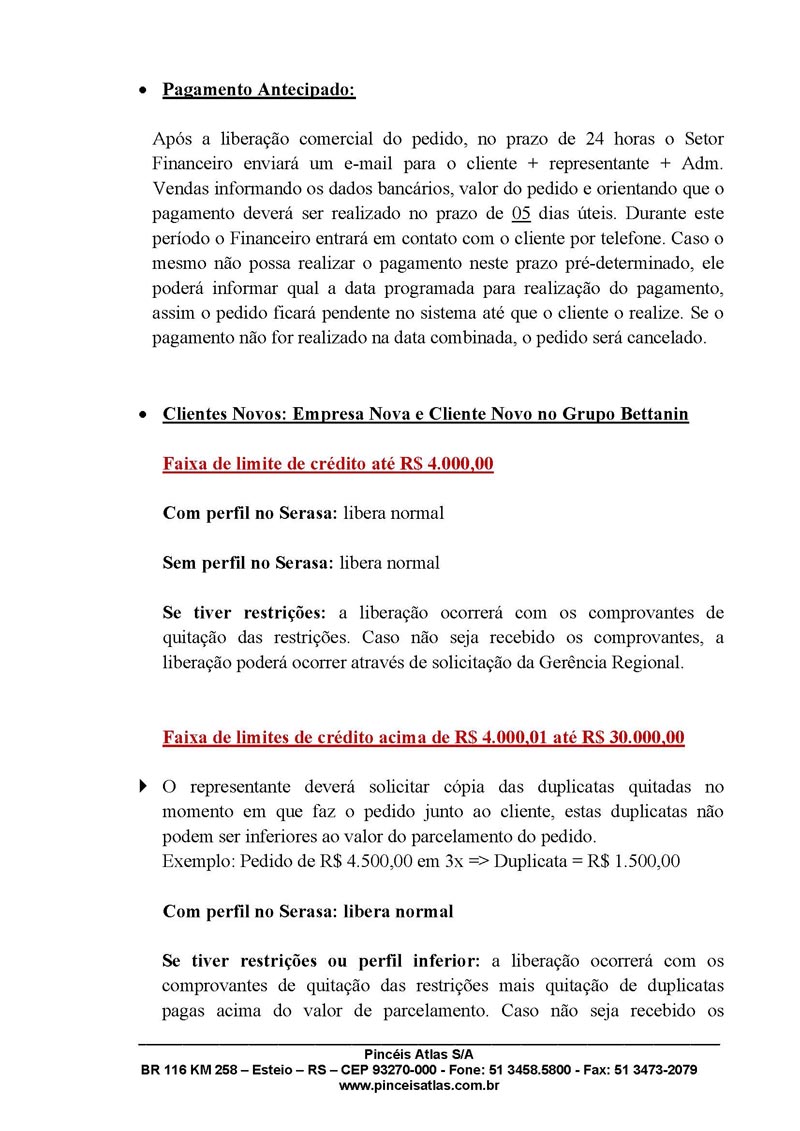 • Pagamento Antecipado:
Após a liberação comercial do pedido, no prazo de 24 horas o Setor
Financeiro enviará um e-mail para o cliente + representante + Adm.
Vendas informando os dados bancários, valor do pedido e orientando que o
pagamento deverá ser realizado no prazo de 05 dias úteis. Durante este
período o Financeiro entrará em contato com o cliente por telefone. Caso o
mesmo não possa realizar o pagamento neste prazo pré-determinado, ele
poderá informar qual a data programada para realização do pagamento,
assim o pedido ficará pendente no sistema até que o cliente o realize. Se o
pagamento não for realizado na data combinada, o pedido será cancelado.
• Clientes Novos: Empresa Nova e Cliente Novo no Grupo Bettanin
Faixa de limite de crédito até R$ 4.000,00
Com perfil no Serasa: libera normal
Sem perfil no Serasa: libera normal
Se tiver restrições: a liberação ocorrerá com os comprovantes de
quitação das restrições. Caso não seja recebido os comprovantes, a
liberação poderá ocorrer através de solicitação da Gerência Regional.
Faixa de limites de crédito acima de R$ 4.000,01 até R$ 30.000,00
O representante deverá solicitar cópia das duplicatas quitadas no
momento em que faz o pedido junto ao cliente, estas duplicatas não
podem ser inferiores ao valor do parcelamento do pedido.
Exemplo: Pedido de R$ 4.500,00 em 3x => Duplicata = R$ 1.500,00
Com perfil no Serasa: libera normal
Se tiver restrições ou perfil inferior: a liberação ocorrerá com os
comprovantes de quitação das restrições mais quitação de duplicatas
pagas acima do valor de parcelamento. Caso não seja recebido os
Pincéis Atlas S/A
BR 116 KM 258 – Esteio – RS – CEP 93270-000 - Fone: 51 3458.5800 - Fax: 51 3473-2079
www.pinceisatlas.com.br